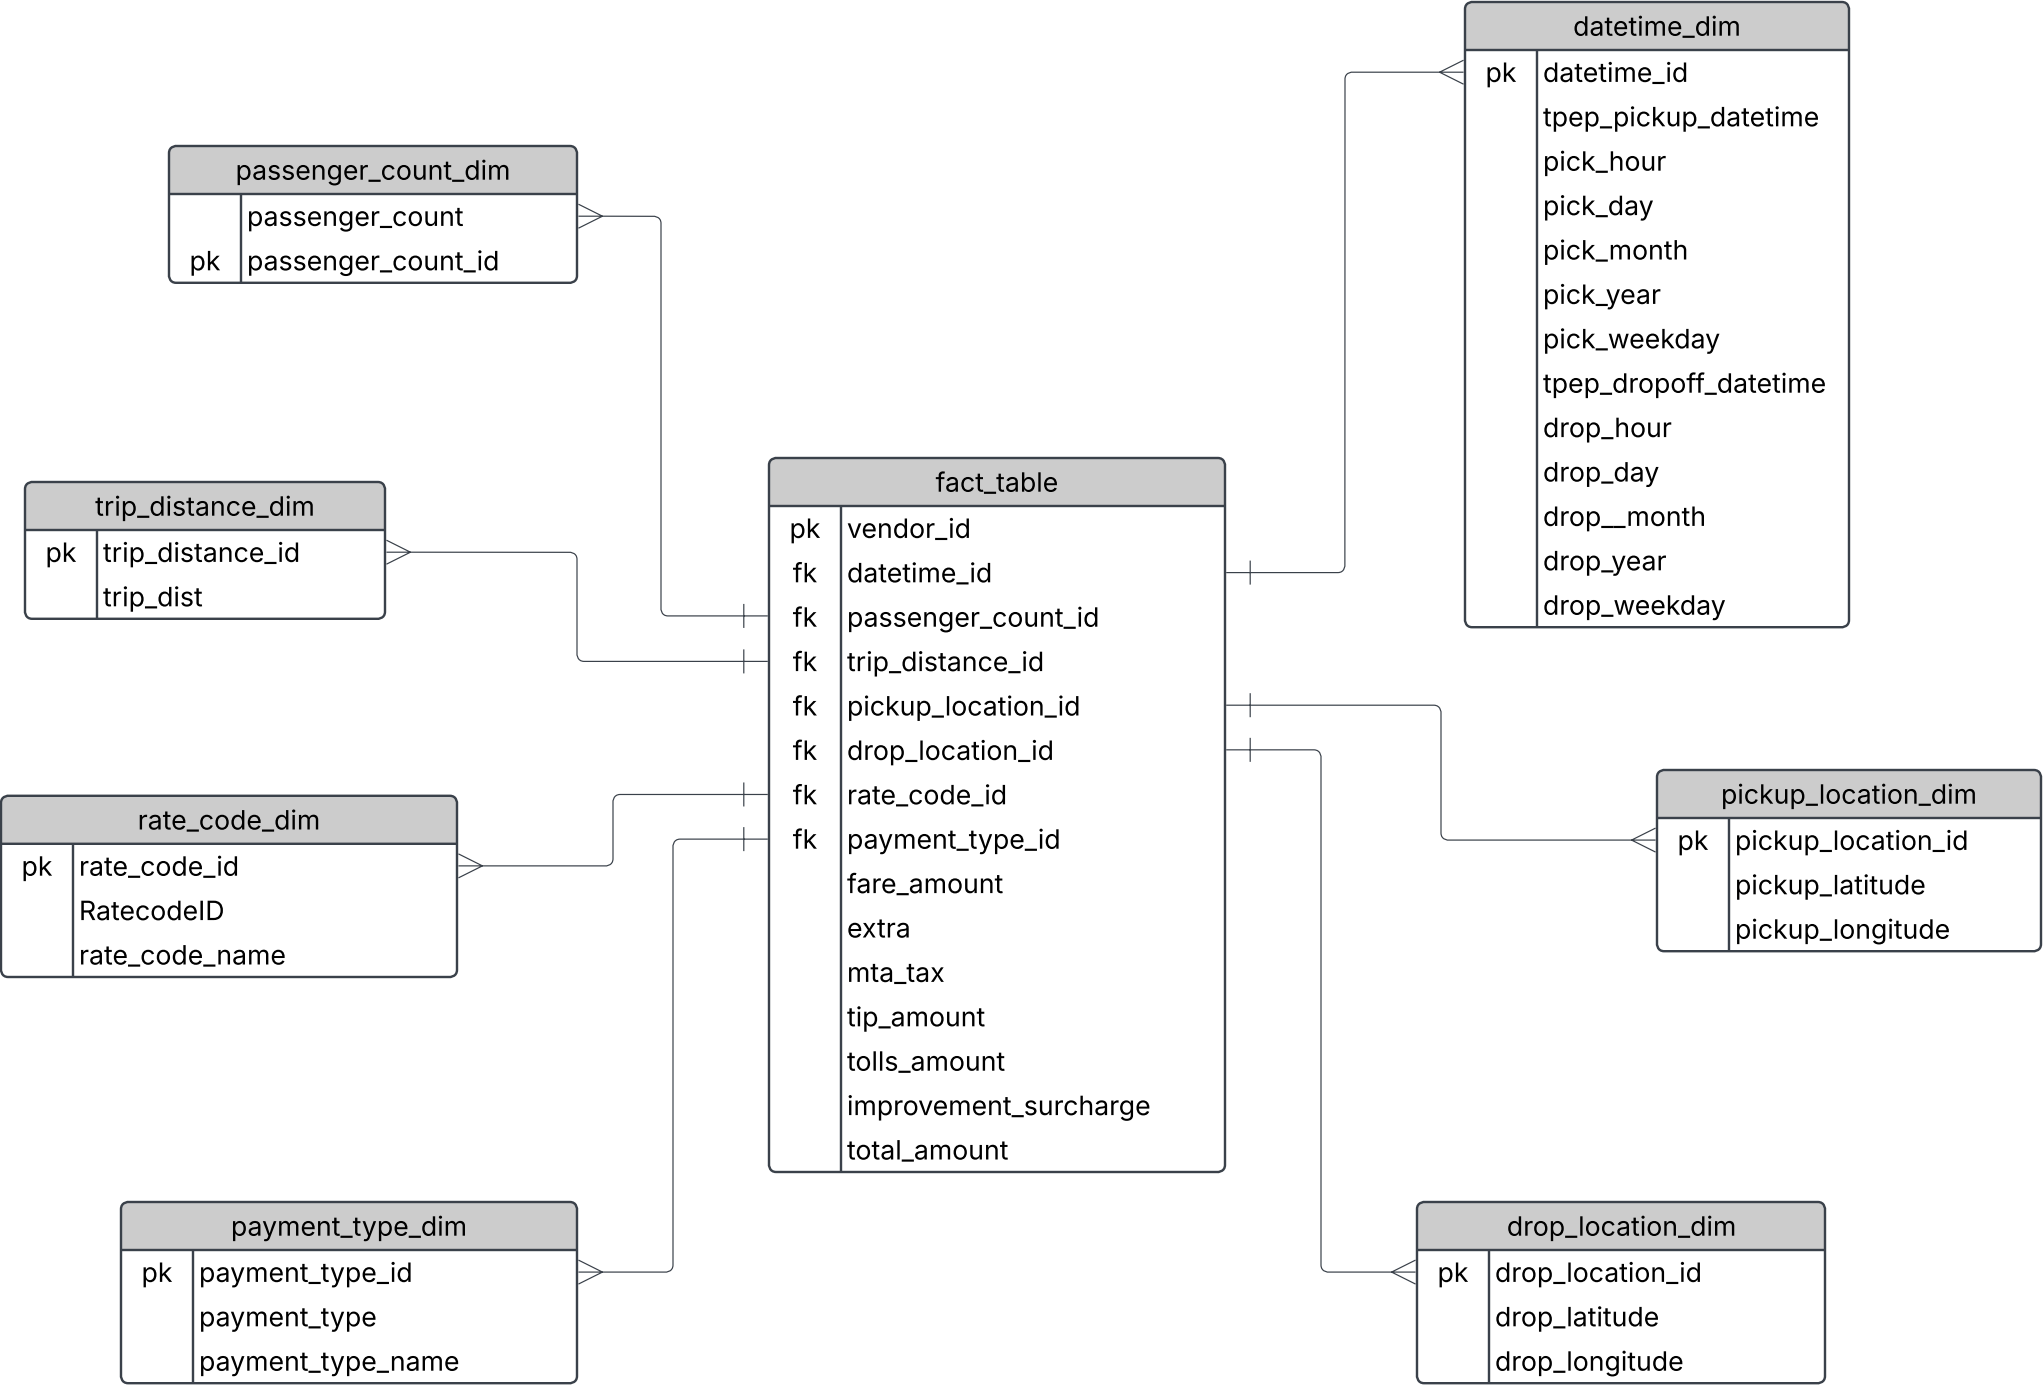 datetime_dim
pk datetime_id
tpep_pickup_datetime
pick_hour
pick_day
pick_month
pick_year
pick_weekday
tpep_dropoff_datetime
drop_hour
drop_day
drop__month
drop_year
drop_weekday
passenger_count_dim
passenger_count
pk passenger_count_id
trip_distance_dim
pk trip_distance_id
trip_dist
fact_table
pk vendor_id
fk datetime_id
fk passenger_count_id
fk trip_distance_id
fk pickup_location_id
fk drop_location_id
fk rate_code_id
fk payment_type_id
fare_amount
extra
mta_tax
tip_amount
tolls_amount
improvement_surcharge
total_amount
rate_code_dim
pk rate_code_id
RatecodeID
rate_code_name
pickup_location_dim
pk pickup_location_id
pickup_latitude
pickup_longitude
payment_type_dim
pk payment_type_id
payment_type
payment_type_name
drop_location_dim
pk drop_location_id
drop_latitude
drop_longitude